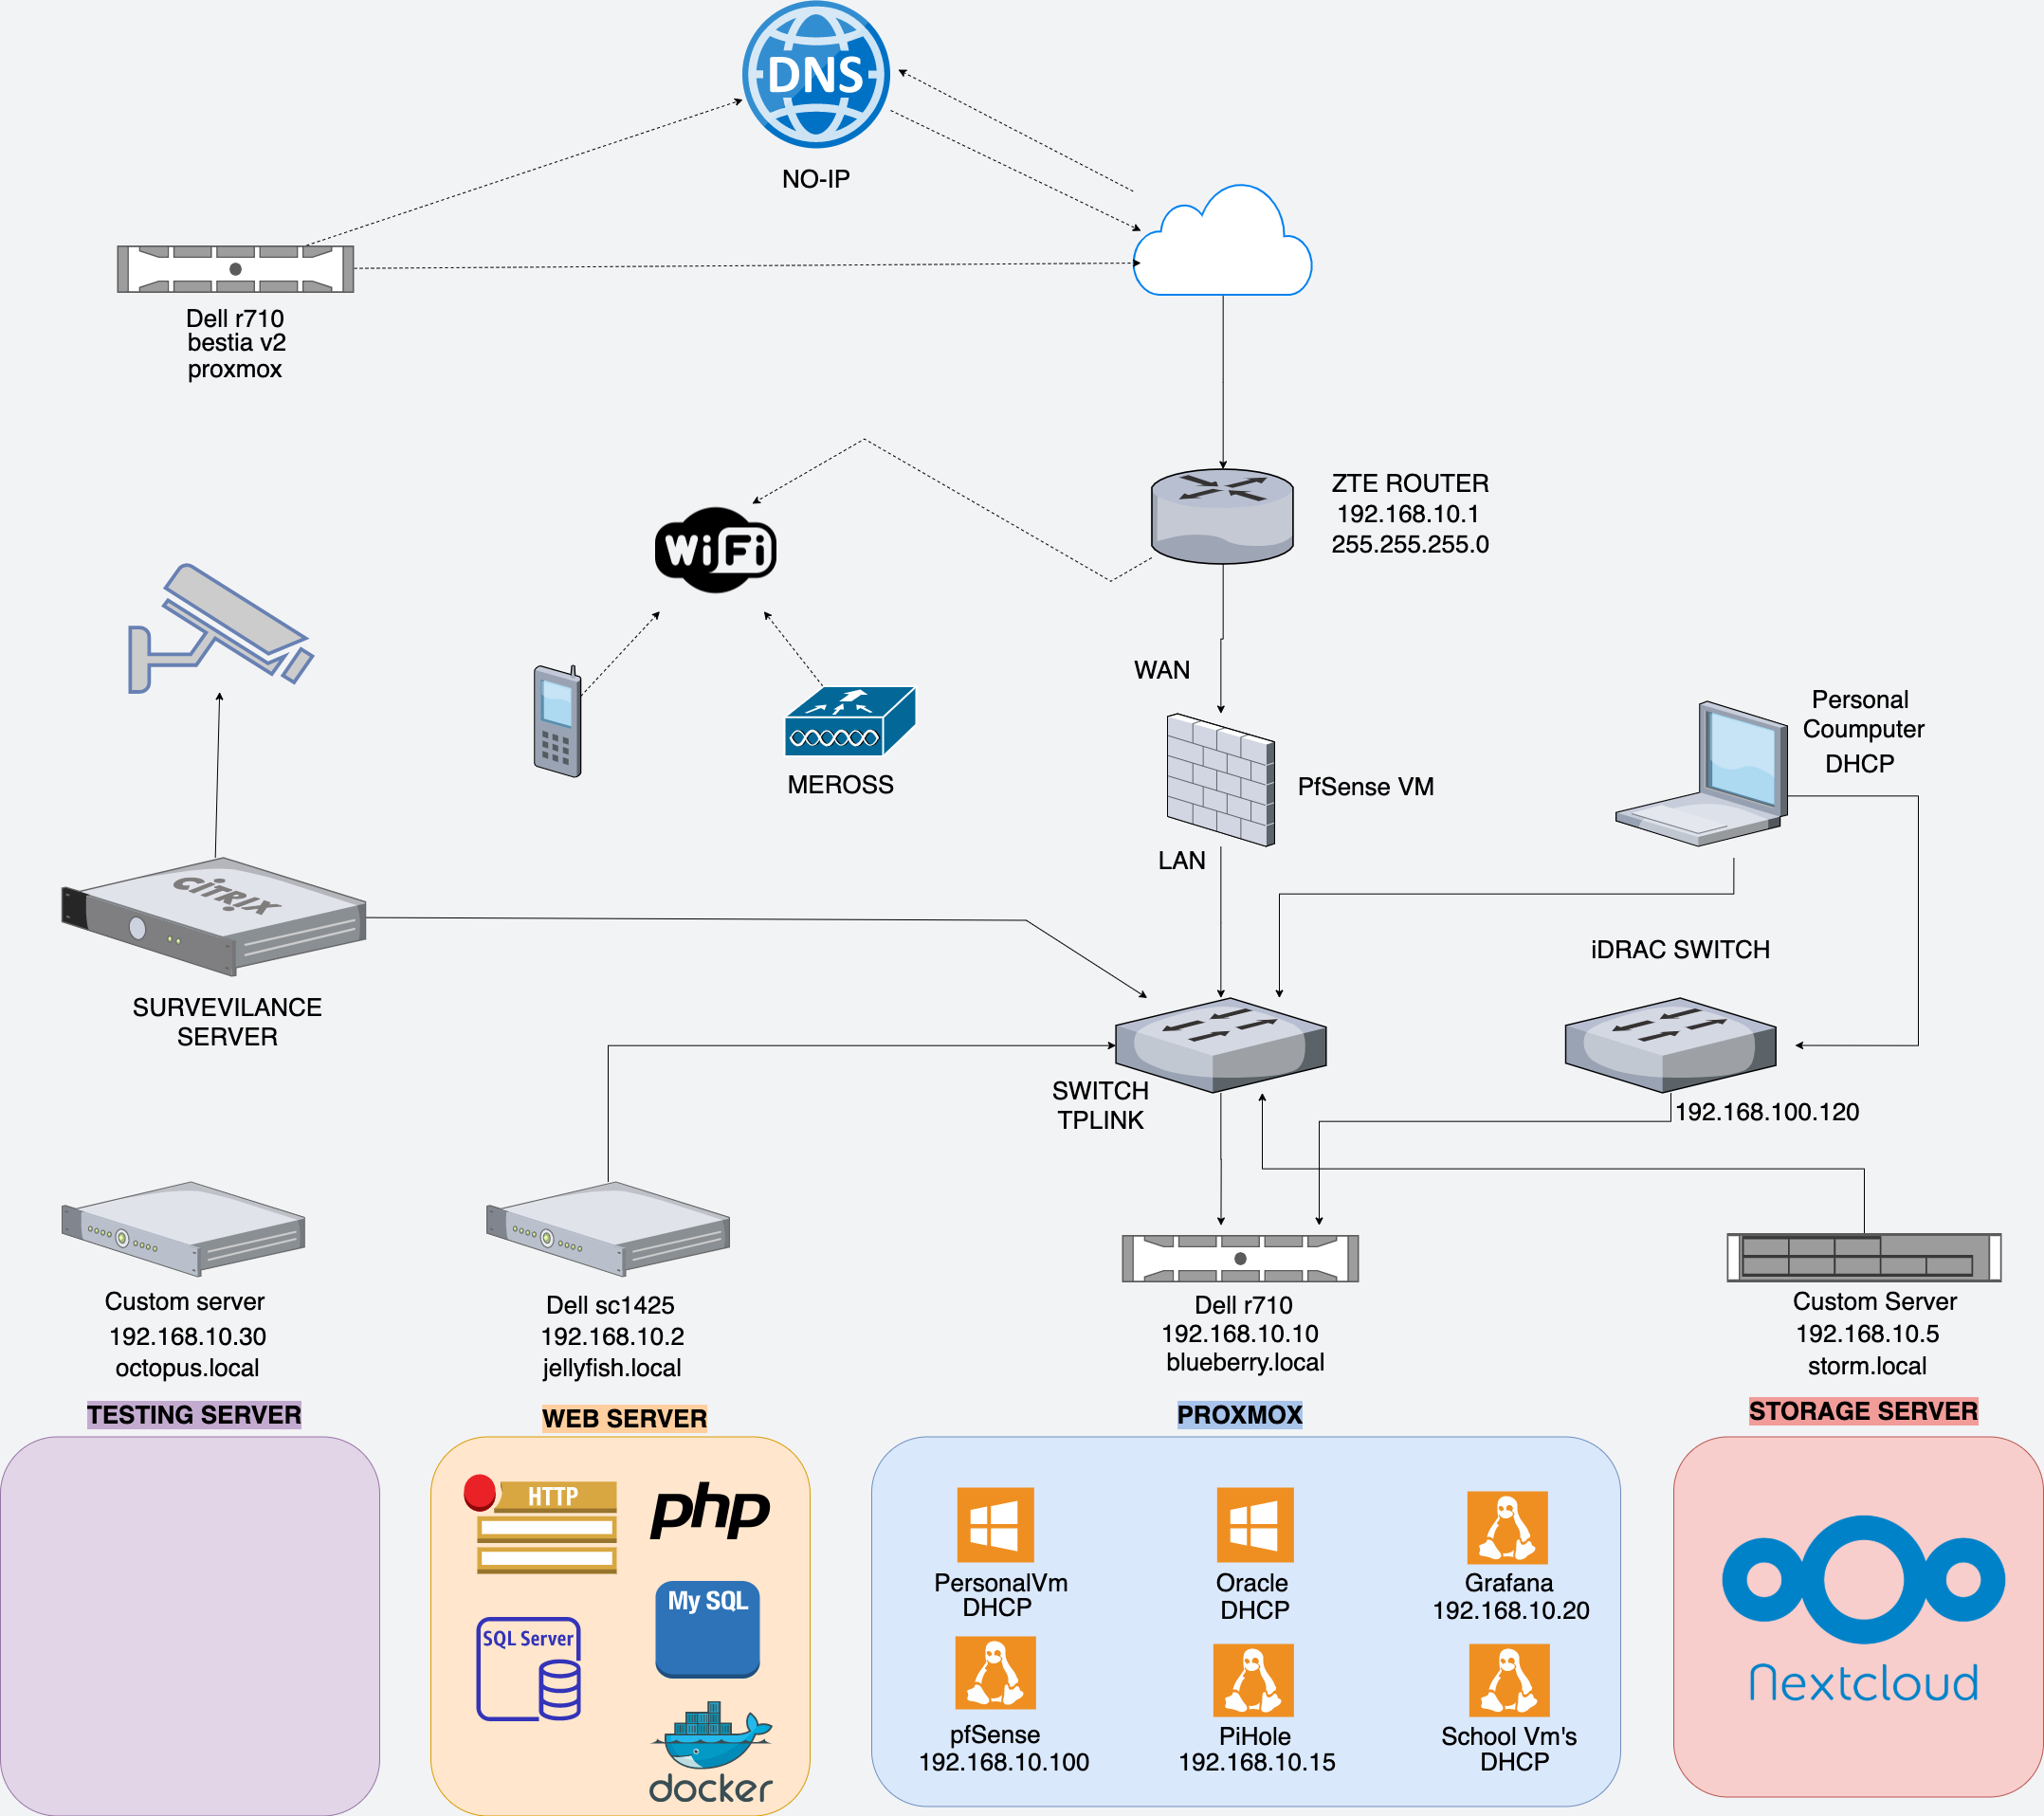 DNS
NO-IP
Dell r710
bestia v2
proxmox
ZTE ROUTER
192.168.10.1
255.255.255.0
WiFi
WAN
MEROSS
PfSense VM
Personal
Coumputer
DHCP
LAN
CiTRIX
iDRAC SWITCH
SURVEVILANCE
SERVER
SWITCH
TPLINK
192.168.100.120
Custom server
192.168.10.30
octopus.local
TESTING SERVER
Dell sc1425
192.168.10.2
jellyfish.local
WEB SERVER
Dell r710
192.168.10.10
blueberry.local
PROXMOX
Custom Server
192.168.10.5
storm.local
STORAGE SERVER
HTTP
php
My SQL
SQL Server
docker
PersonalVm
DHCP
Oracle
DHCP
Grafana
192.168.10.20
pfSense
192.168.10.100
PiHole
192.168.10.15
School Vm's
DHCP
Nextcloud